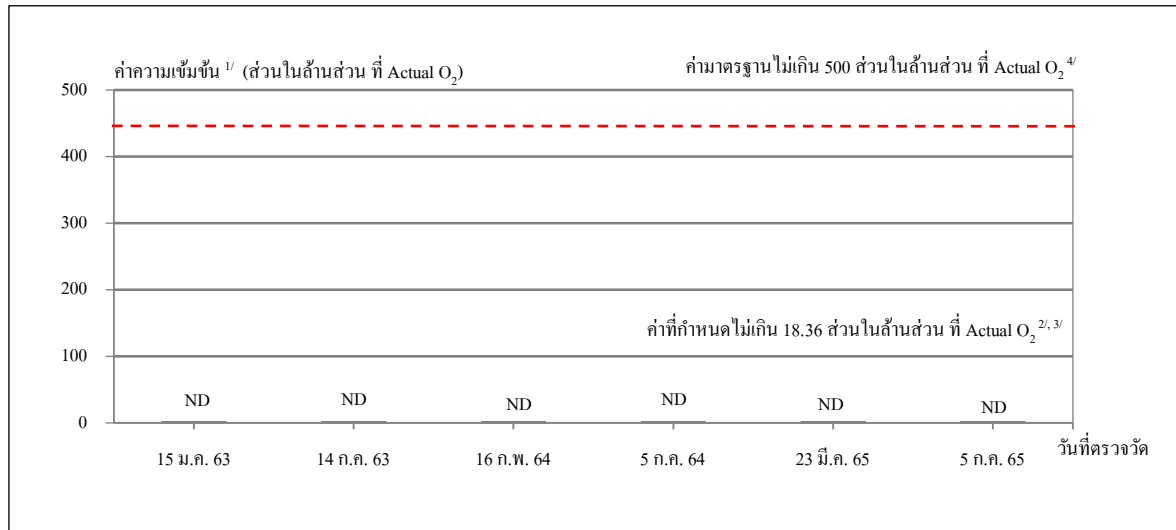 ค่าความเข้มข้น 1/ (ส่วนในล้านส่วน ที่ Actual O2)
ค่ามาตรฐานไม่เกิน 500 ส่วนในล้านส่วน ที่ Actual O2 4/
500
400
300
200
ค่าที่กำหนดไม่เกิน 18.36 ส่วนในล้านส่วน ที่ Actual O2 2/, 3/
100
ND ND ND ND ND ND
0
15 ม.ค. 63 14 ก.ค. 63 16 ก.พ. 64 5 ก.ค. 64 23 มี.ค. 65 5 ก.ค. 65
วันที่ตรวจวัด